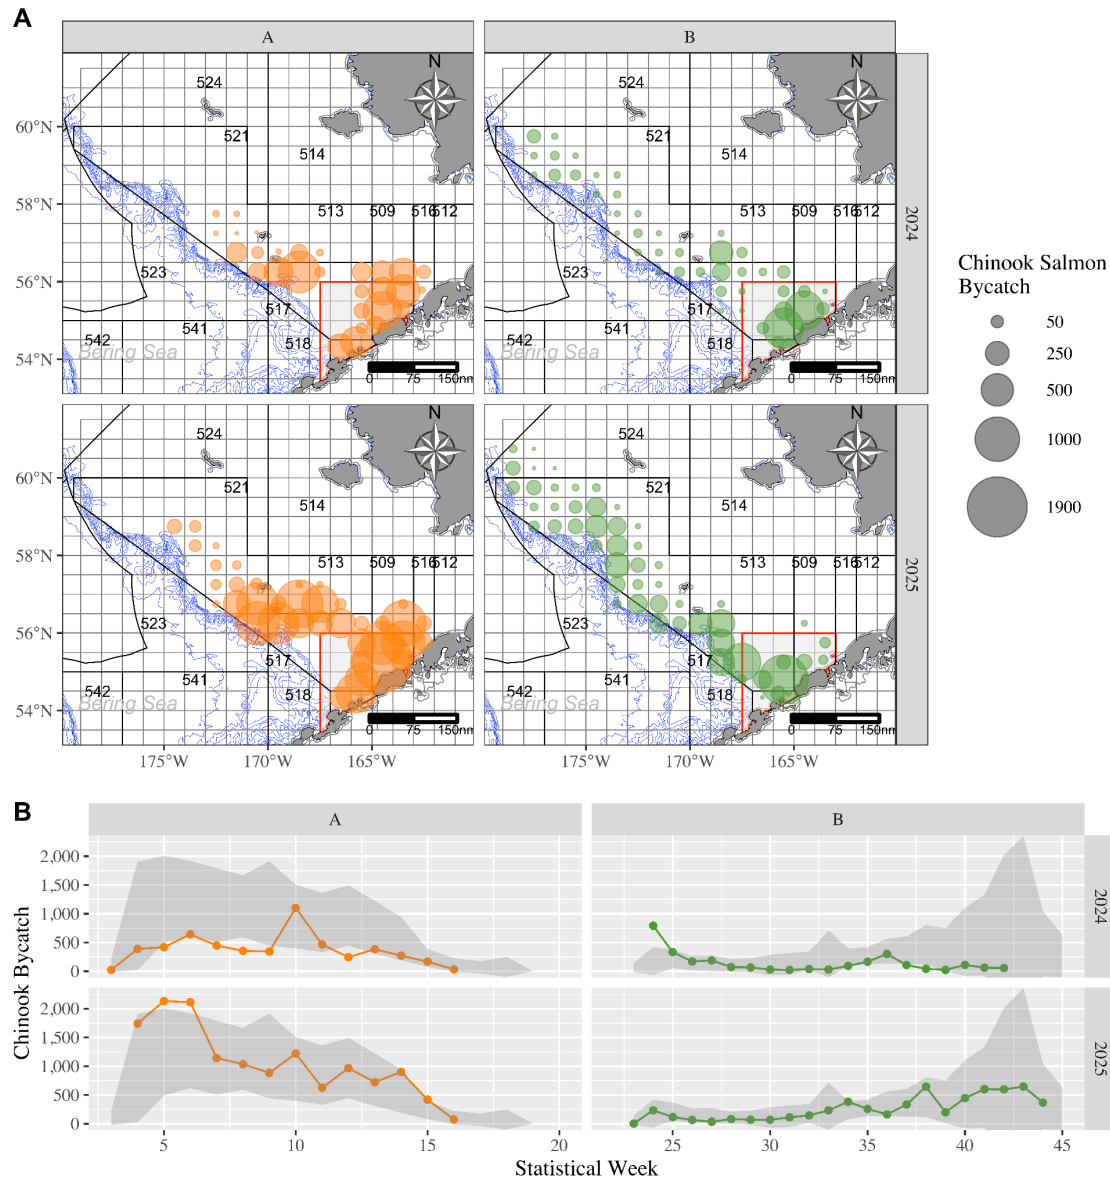 A
A
B
N
524
60°N
521
514
58°N
513 509 516 512
56°N
523
517
541
542
518
54°N
Bering Sea
0 75 150nm
N
524
521
514
513 509 516 512
523
517
541
542
518
Bering Sea
0 75 150nm
2024
N
524
60°N
521
514
58°N
513 509 516 512
56°N
523
517
541
542
518
54°N
Bering Sea
0 75 150nm
175°W 170°W 165°W
N
524
521
514
513 509 516 512
523
517
541
542
518
Bering Sea
0 75 150nm
175°W 170°W 165°W
2025
Chinook Salmon
Bycatch
50
250
500
1000
1900
B
A
B
Chinook Bycatch
2,000
1,500
1,000
500
0
2024
2,000
1,500
1,000
500
0
2025
5 10 15 20
25 30 35 40 45
Statistical Week